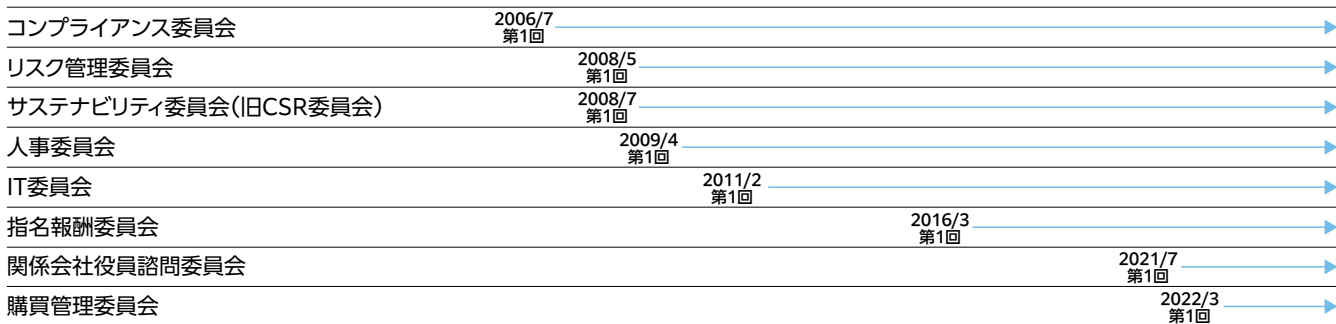 コンプライアンス委員会
2006/7
第1回
リスク管理委員会
2008/5
第1回
サステナビリティ委員会(旧CSR委員会)
2008/7
第1回
人事委員会
2009/4
第1回
IT委員会
2011/2
第1回
指名報酬委員会
2016/3
第1回
関係会社役員諮問委員会
2021/7
第1回
購買管理委員会
2022/3
第1回